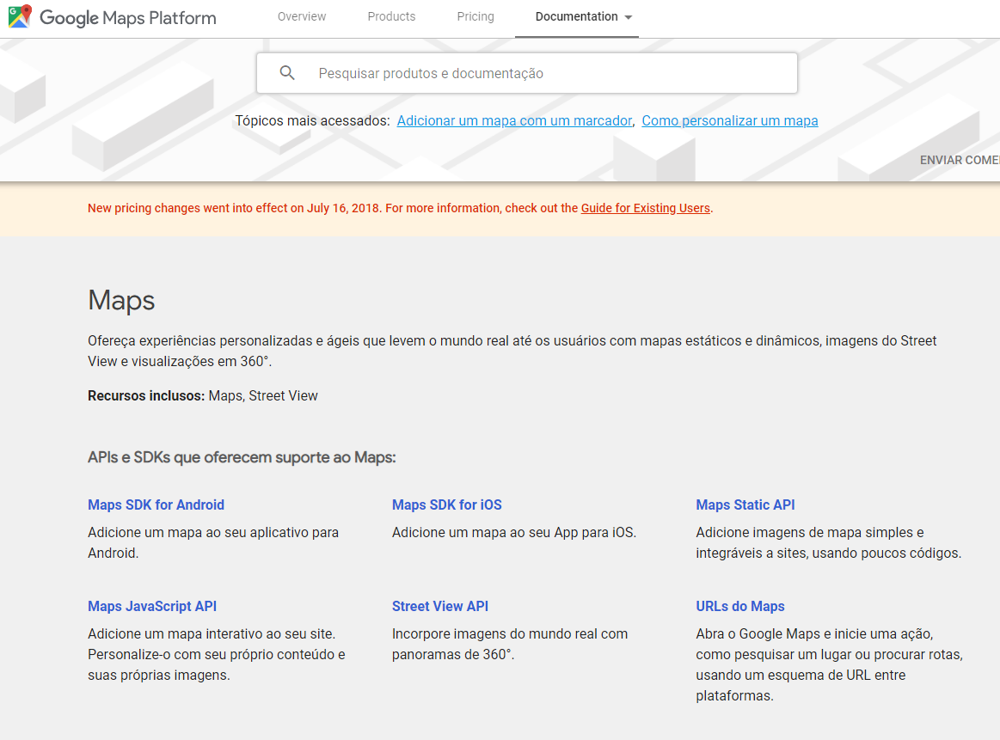 Google Maps Platform Overview Products Pricing Documentation
Pesquisar produtos e documentação
Tópicos mais acessados: Adicionar um mapa com um marcador, Como personalizar um mapa
ENVIAR COME
New pricing changes went into effect on July 16, 2018. For more information, check out the Guide for Existing Users.
Maps
Ofereça experiências personalizadas e ágeis que levem o mundo real até os usuários com mapas estáticos e dinâmicos, imagens do Street
View e visualizações em 360°.
Recursos inclusos: Maps, Street View
APIs e SDKs que oferecem suporte ao Maps:
Maps SDK for Android
Adicione um mapa ao seu aplicativo para
Android.
Maps SDK for iOS
Adicione um mapa ao seu App para iOS.
Maps Static API
Adicione imagens de mapa simples e
integráveis a sites, usando poucos códigos.
Maps JavaScript API
Adicione um mapa interativo ao seu site.
Personalize-o com seu próprio conteúdo e
suas próprias imagens.
Street View API
Incorpore imagens do mundo real com
panoramas de 360°.
URLs do Maps
Abra o Google Maps e inicie uma ação,
como pesquisar um lugar ou procurar rotas,
usando um esquema de URL entre
plataformas.